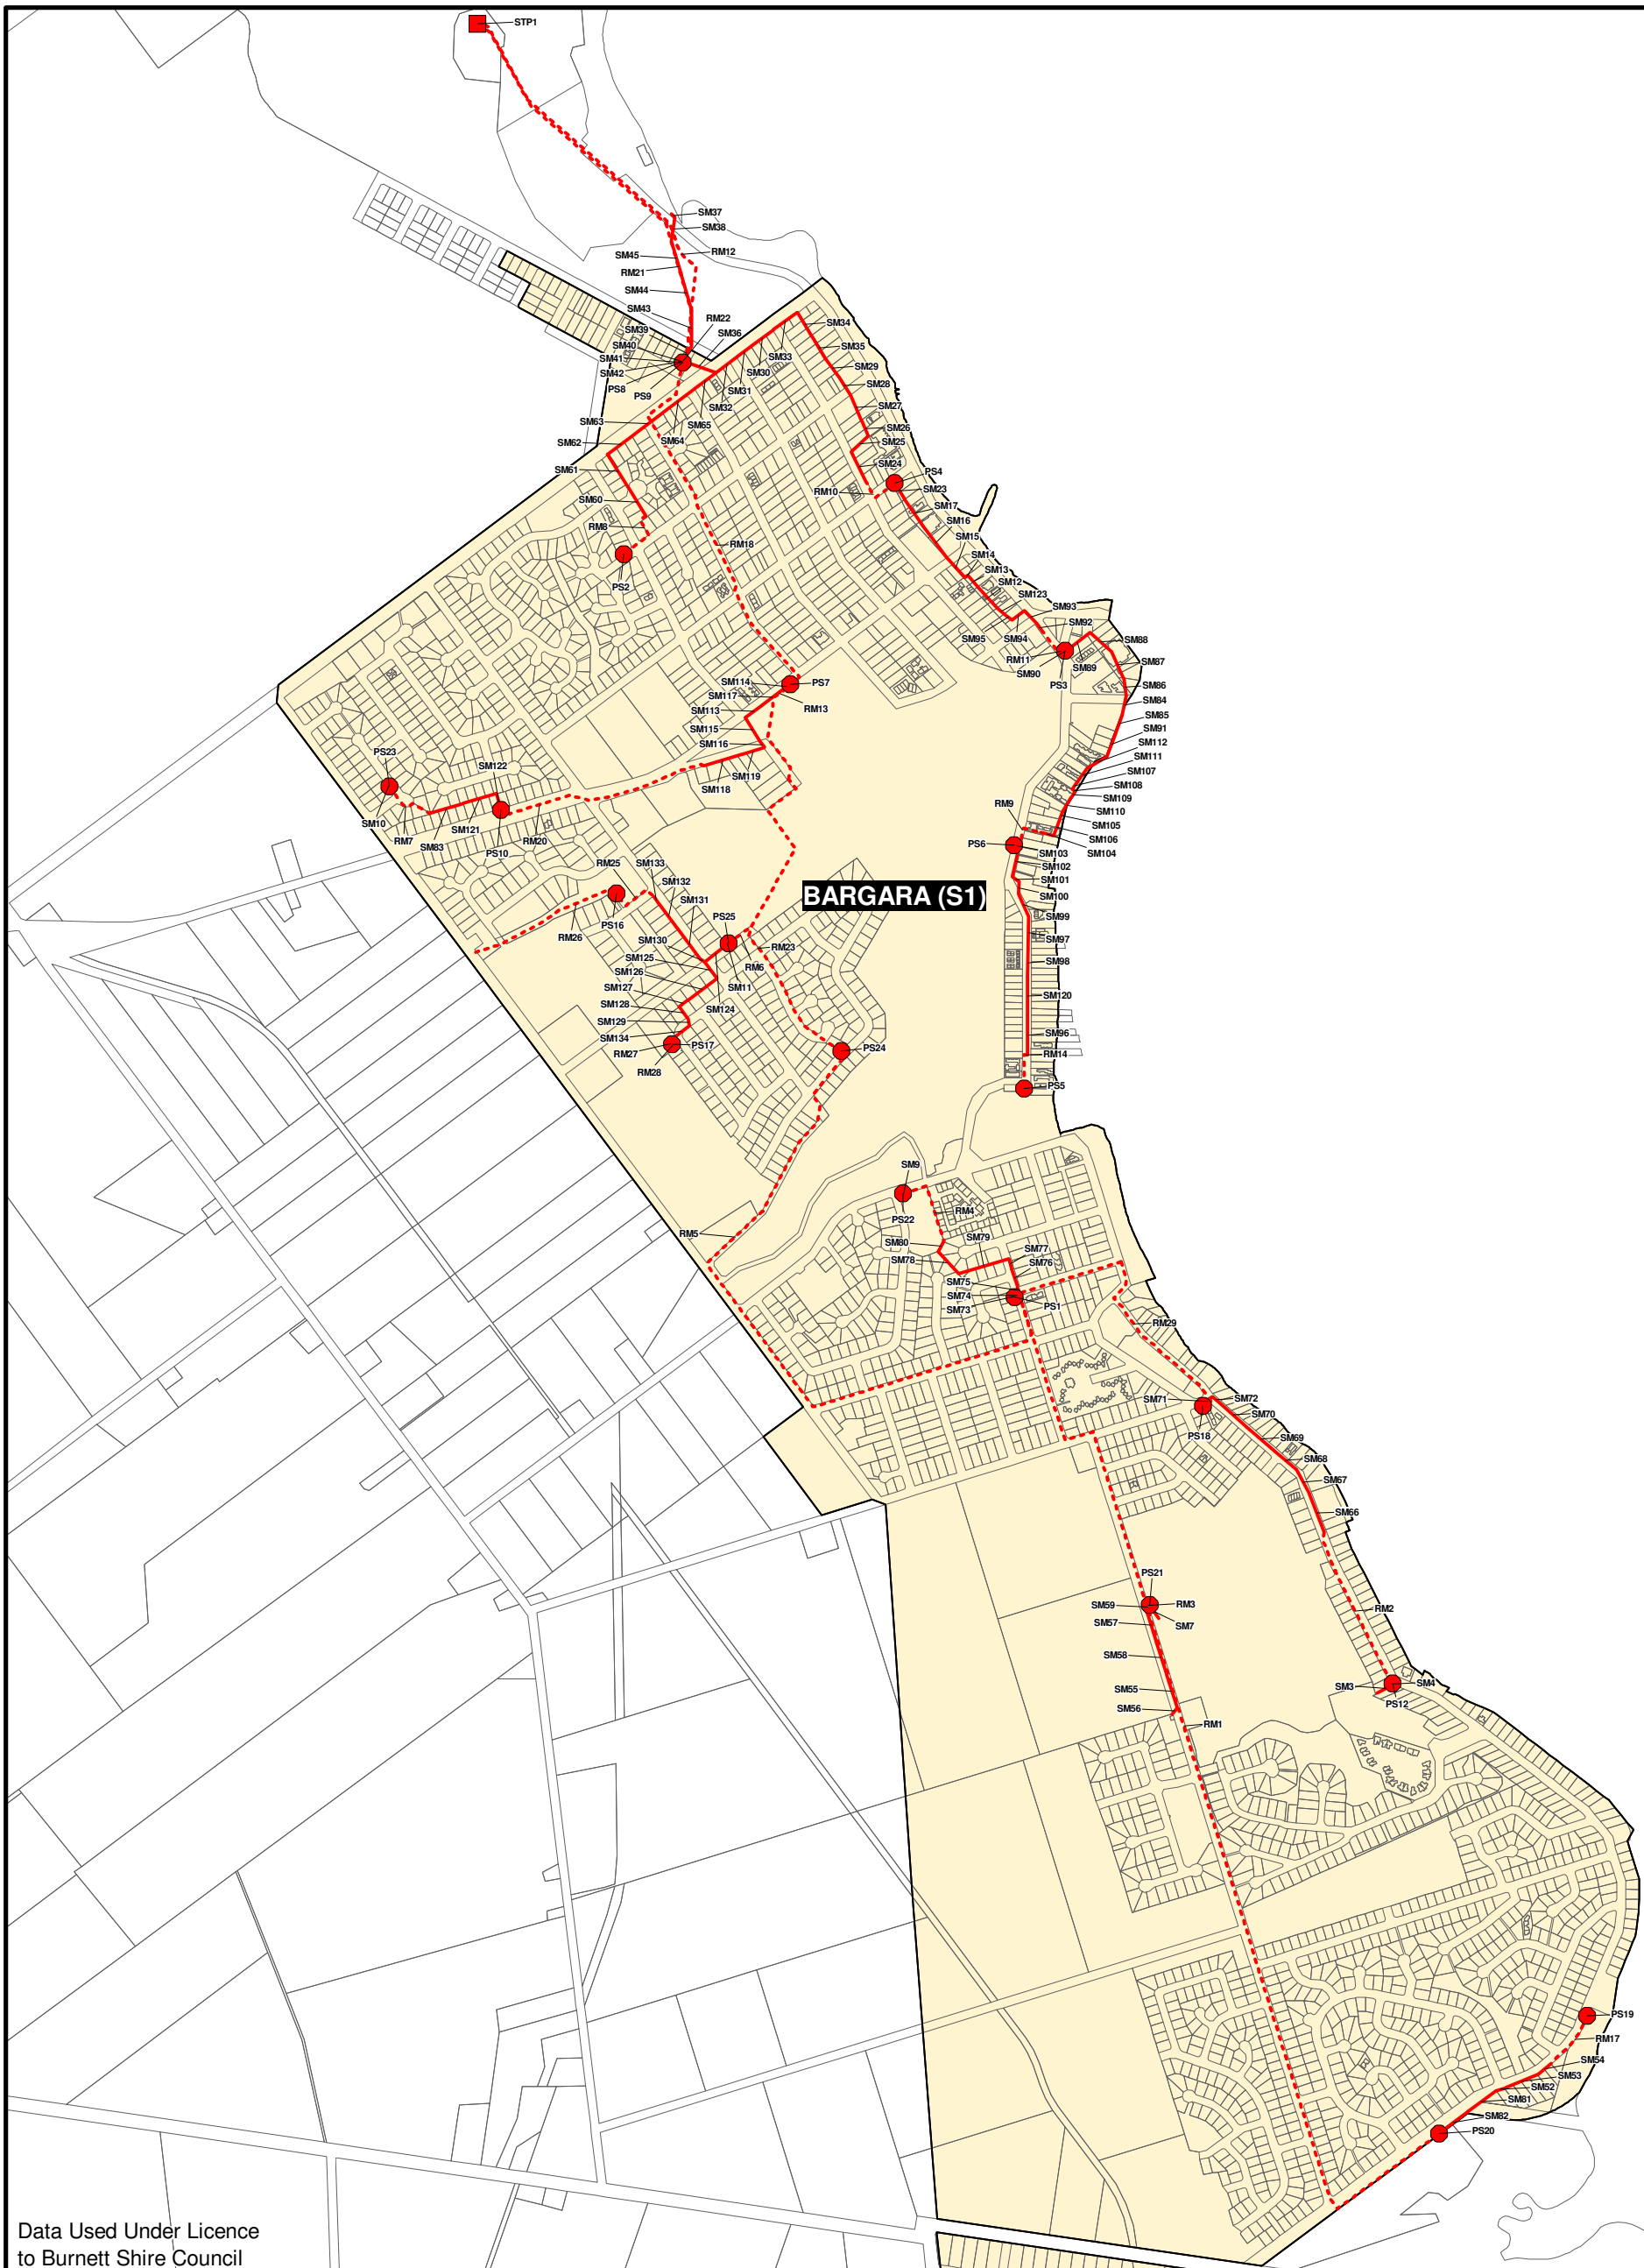 STP1
SM37
SM38
SM45
RM12
RM21
SM44
SM43
RM22
SM39
SM36
SM40
SM41
SM42
PS8
PS9
SM34
SM33
SM35
SM30
SM29
SM31
SM28
SM32
SM27
SM63
SM65
SM26
SM62
SM64
SM25
SM24
SM61
PS4
RM10
SM23
SM60
SM17
RM8
SM16
SM15
RM18
SM14
SM13
PS2
SM12
SM123
SM93
SM92
SM95
SM94
SM88
RM11
SM89
SM87
SM90
PS3
SM86
SM114
PS7
SM117
SM84
SM113
RM13
SM85
SM115
SM91
SM116
SM112
PS23
SM111
SM122
SM119
SM107
SM118
SM108
SM109
SM110
SM10
RM7
SM121
RM20
SM105
SM83
RM9
SM106
PS10
PS6
SM103
SM104
RM25
SM133
SM102
SM132
SM101
SM131
BARGARA (S1)
SM100
PS16
PS25
SM99
RM26
SM130
RM23
SM97
SM125
RM6
SM98
SM126
SM127
SM11
SM128
SM124
SM120
SM129
SM134
SM96
RM27
PS17
PS24
RM14
RM28
PS5
SM9
PS22
RM4
RM5
SM79
SM80
SM77
SM78
SM76
SM75
SM74
SM73
PS1
RM29
SM71
SM72
SM70
PS18
SM69
SM68
SM67
SM66
PS21
SM59
RM3
SM57
SM7
RM2
SM58
SM3
SM4
SM55
PS12
SM56
RM1
PS19
RM17
SM54
SM53
SM52
SM81
SM82
PS20
Data Used Under Licence
to Burnett Shire Council